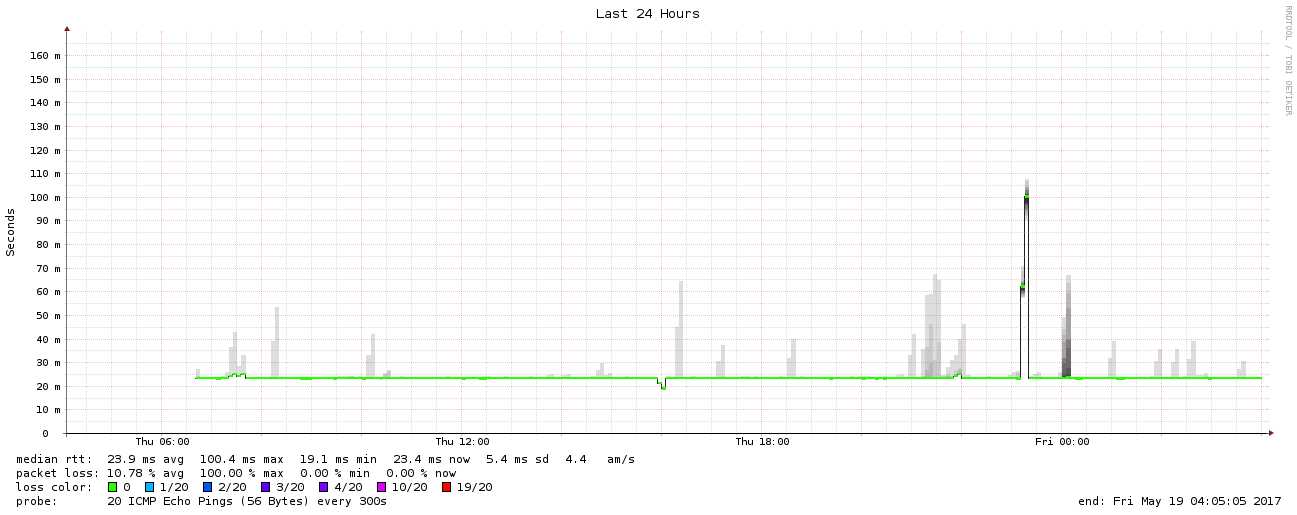 Last 24 Hours
RRDTOOL / TOBI OETIKER
Seconds
160 m
150 m
140 m
130 m
120 m
110 m
100 m
90 m
80 m
70 m
60 m
50 m
40 m
30 m
20 m
10 m
0
Thu 06:00 Thu 12:00 Thu 18:00 Fri 00:00
median rtt: 23.9 ms avg 100.4 ms max 19.1 ms min 23.4 ms now 5.4 ms sd 4.4 am/s
packet loss: 10.78 % avg 100.00 % max 0.00 % min 0.00 % now
loss color: 0 1/20 2/20 3/20 4/20 10/20 19/20
probe: 20 ICMP Echo Pings (56 Bytes) every 300s end: Fri May 19 04:05:05 2017